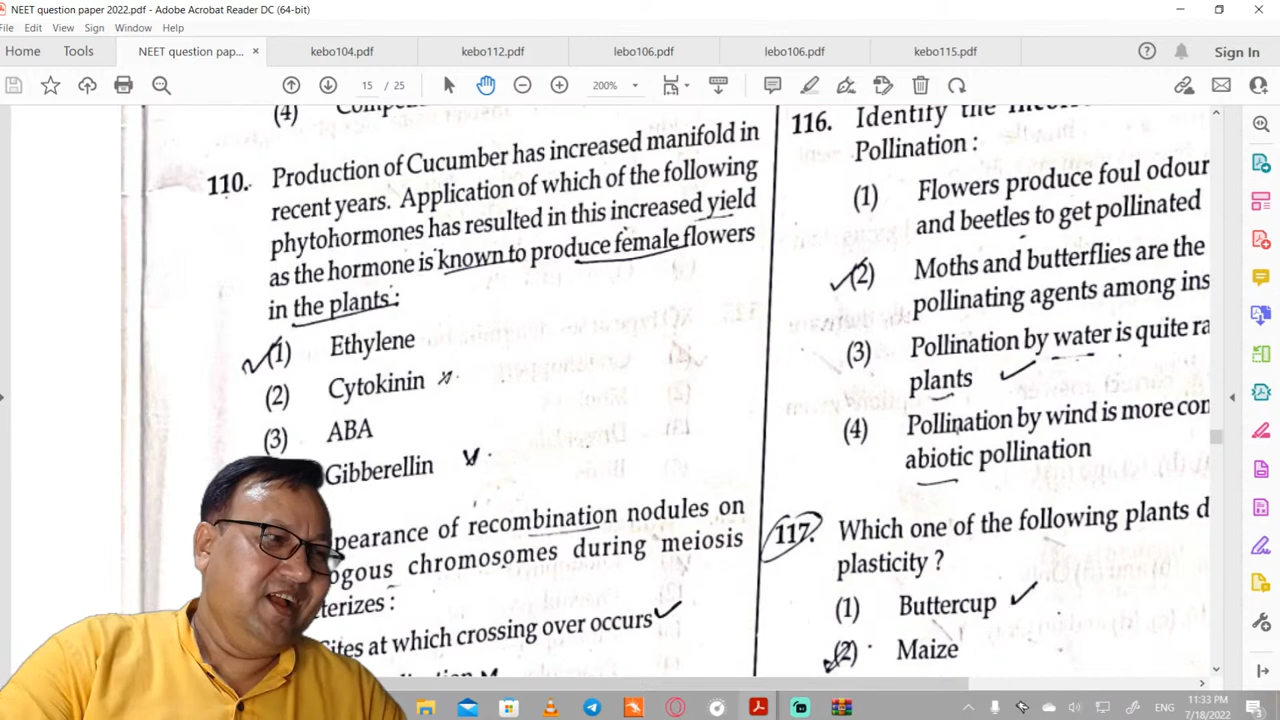 NEET question paper 2022.pdf - Adobe Acrobat Reader DC (64-bit)
File Edit View Sign Window Help
Home Tools NEET question pap... × kebo104.pdf kebo112.pdf lebo106.pdf lebo106.pdf kebo115.pdf Sign In
15 / 25 200%
(4)
110. Production of Cucumber has increased manifold in
recent years. Application of which of the following
phytohormones has resulted in this increased yield
as the hormone is known to produce female flowers
in the plants :
(1) Ethylene
(2) Cytokinin
(3) ABA
Gibberellin
pearance of recombination nodules on
ogous chromosomes during meiosis
terizes :
Sites at which crossing over occurs
116. Identify the
Pollination :
(1) Flowers produce foul odour
and beetles to get pollinated
(2) Moths and butterflies are the
pollinating agents among ins
(3) Pollination by water is quite ra
plants
(4) Pollination by wind is more con
abiotic pollination
117. Which one of the following plants d
plasticity ?
(1) Buttercup
(2) Maize
ENG
11:33 PM
7/18/2022
3